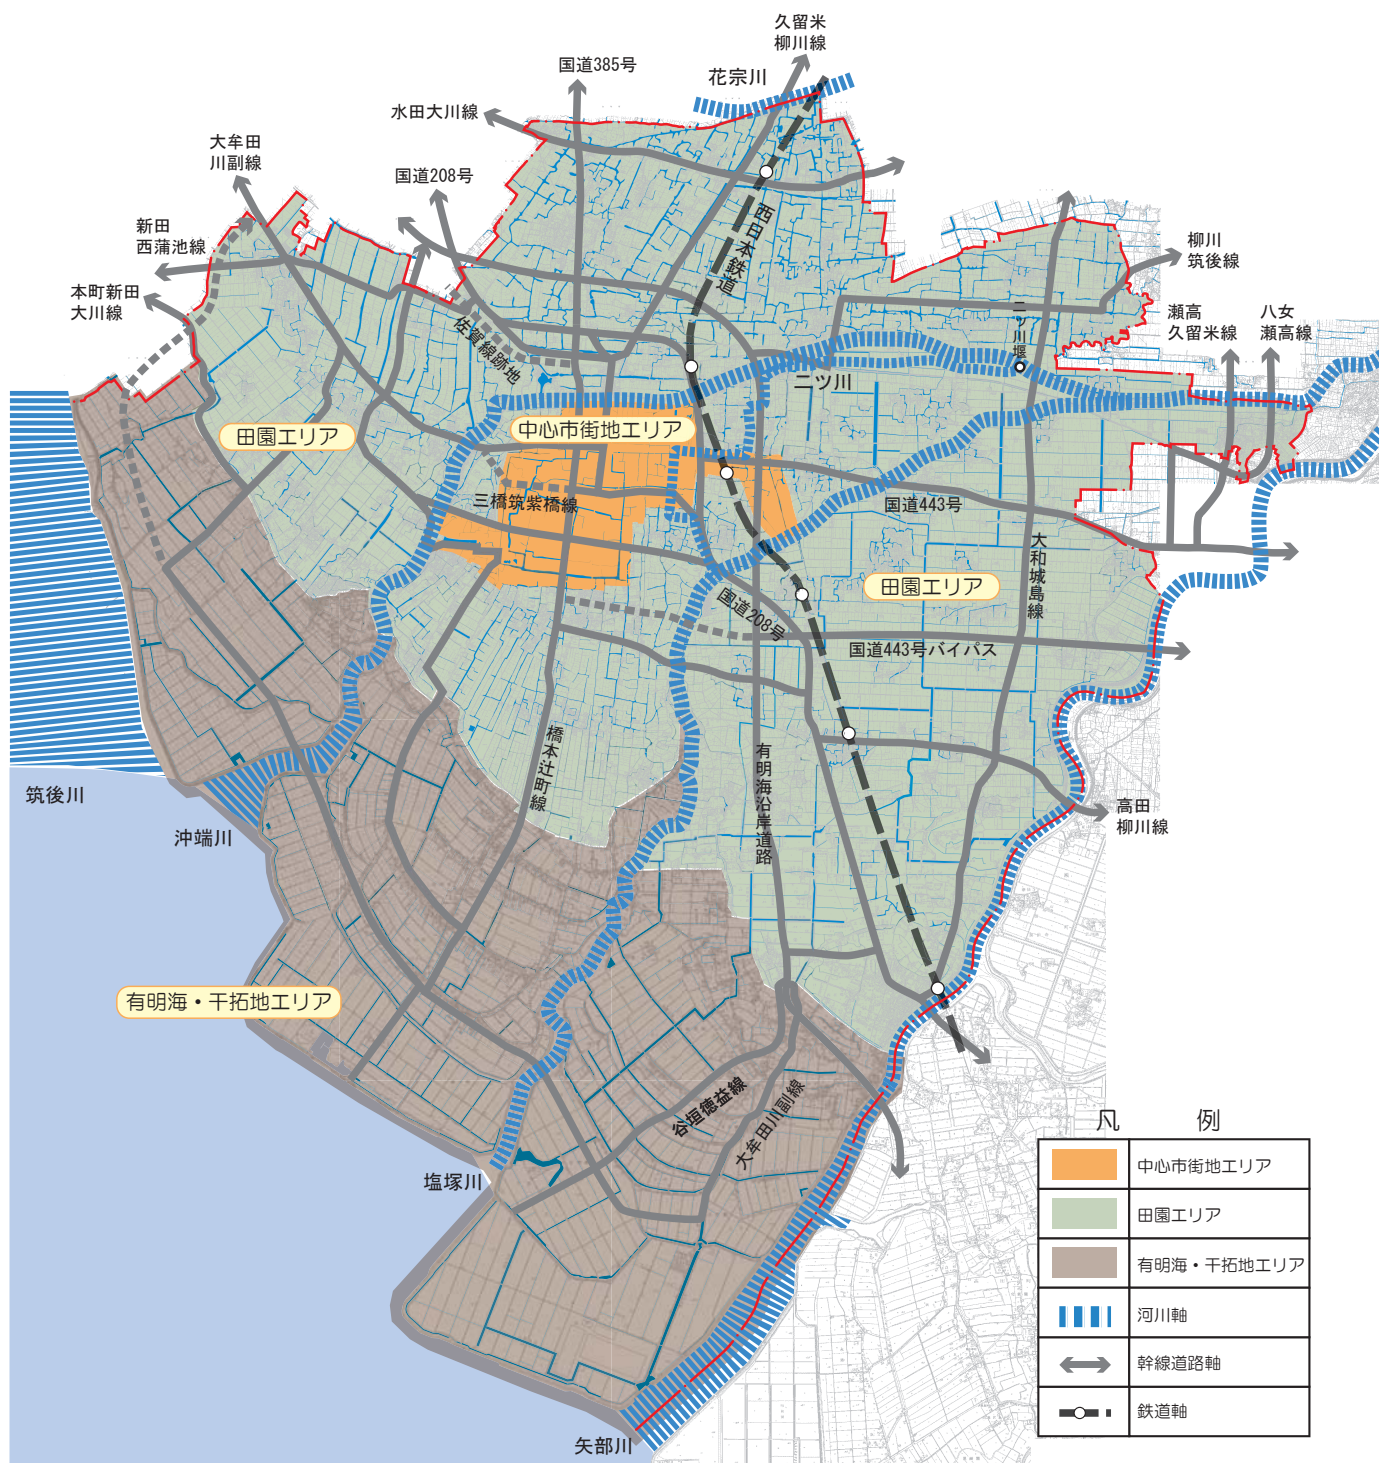 久留米
柳川線
花宗川
国道385号
水田大川線
大牟田
川副線
国道208号
新田
西蒲池線
本町新田
大川線
西日本鉄道
柳川
筑後線
瀬高
久留米線
八女
瀬高線
二ッ川堰
佐賀線跡地
二ツ川
田園エリア
中心市街地エリア
三橋筑紫橋線
国道443号
大和城島線
田園エリア
国道208号
国道443号バイパス
橋本辻町線
有明海沿岸道路
筑後川
沖端川
高田
柳川線
有明海・干拓地エリア
谷垣徳益線
大牟田川副線
塩塚川
矢部川
凡 例
中心市街地エリア
田園エリア
有明海・干拓地エリア
河川軸
幹線道路軸
鉄道軸